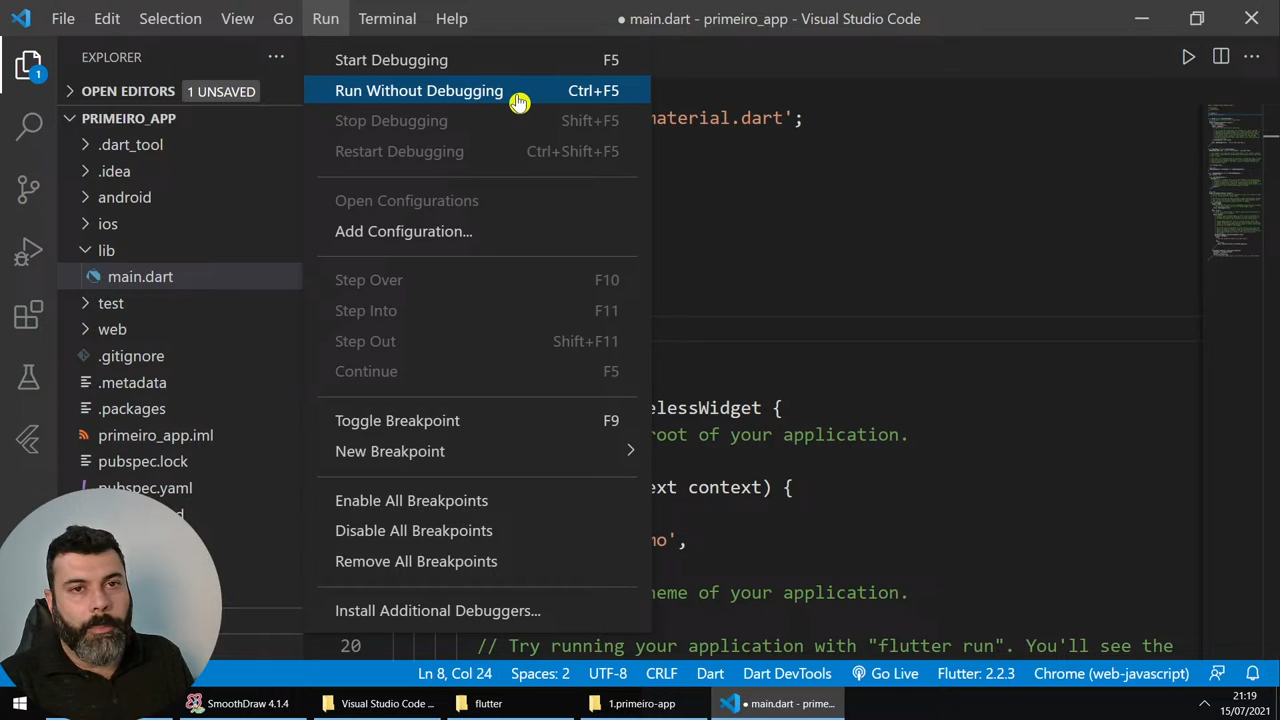 File Edit Selection View Go Run Terminal Help
● main.dart - primeiro_app - Visual Studio Code
EXPLORER
OPEN EDITORS 1 UNSAVED
PRIMEIRO_APP
.dart_tool
.idea
android
ios
lib
main.dart
test
web
.gitignore
.metadata
.packages
primeiro_app.iml
pubspec.lock
pubspec.yaml
1
Start Debugging F5
Run Without Debugging Ctrl+F5
Stop Debugging Shift+F5
Restart Debugging Ctrl+Shift+F5
Open Configurations
Add Configuration...
Step Over F10
Step Into F11
Step Out Shift+F11
Continue F5
Toggle Breakpoint F9
New Breakpoint
Enable All Breakpoints
Disable All Breakpoints
Remove All Breakpoints
Install Additional Debuggers...
material.dart';
elessWidget {
root of your application.
ext context) {
mo',
eme of your application.
20 // Try running your application with "flutter run". You'll see the
Ln 8, Col 24 Spaces: 2 UTF-8 CRLF Dart Dart DevTools Go Live Flutter: 2.2.3 Chrome (web-javascript)
SmoothDraw 4.1.4 Visual Studio Code ... flutter 1.primeiro-app ● main.dart - prime...
21:19
15/07/2021